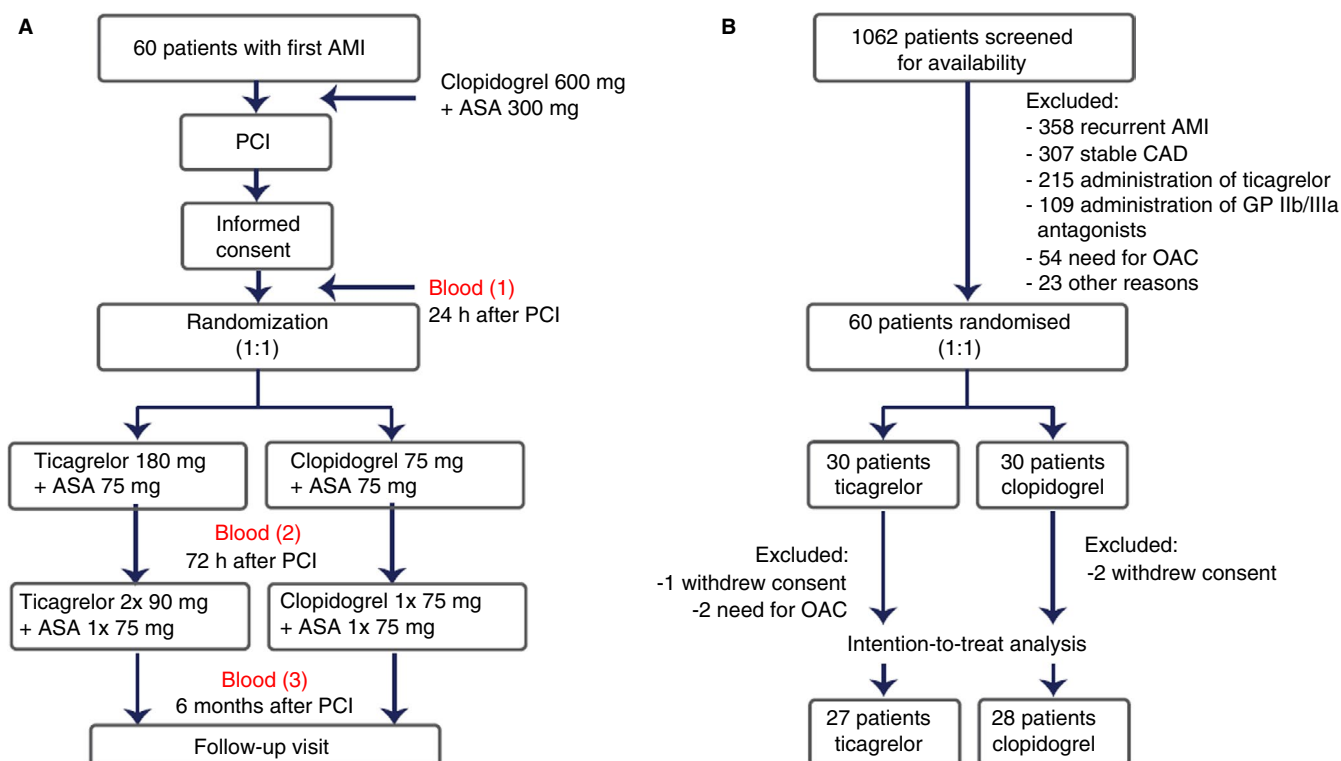 A
60 patients with first AMI
Clopidogrel 600 mg
+ ASA 300 mg
PCI
Informed
consent
Blood (1)
24 h after PCI
Randomization
(1:1)
Ticagrelor 180 mg
+ ASA 75 mg
Clopidogrel 75 mg
+ ASA 75 mg
Blood (2)
72 h after PCI
Ticagrelor 2x 90 mg
+ ASA 1x 75 mg
Clopidogrel 1x 75 mg
+ ASA 1x 75 mg
Blood (3)
6 months after PCI
Follow-up visit
B
1062 patients screened
for availability
Excluded:
- 358 recurrent AMI
- 307 stable CAD
- 215 administration of ticagrelor
- 109 administration of GP IIb/IIIa
antagonists
- 54 need for OAC
- 23 other reasons
60 patients randomised
(1:1)
30 patients
ticagrelor
30 patients
clopidogrel
Excluded:
-1 withdrew consent
-2 need for OAC
Excluded:
-2 withdrew consent
Intention-to-treat analysis
27 patients
ticagrelor
28 patients
clopidogrel